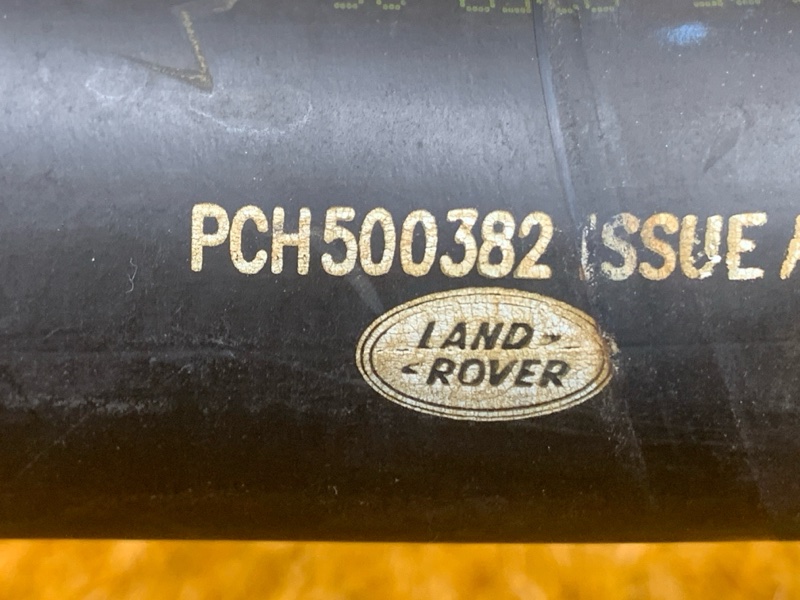 PCH500382 ISSUE A
LAND-
-ROVER